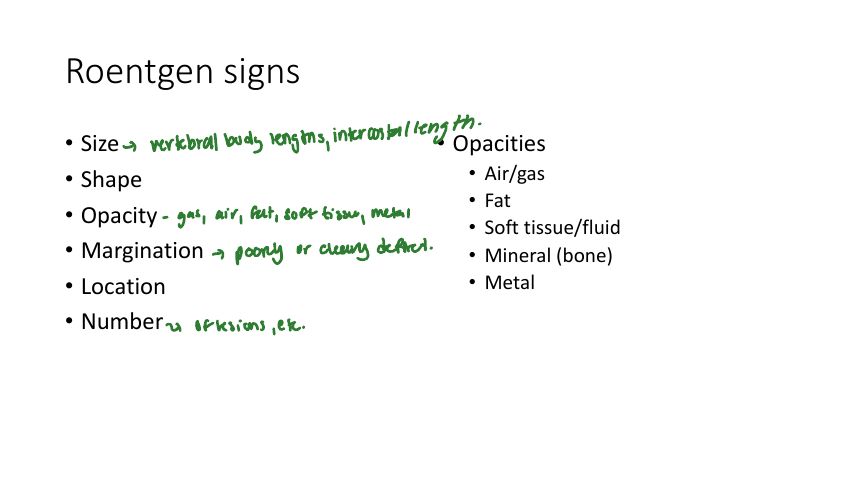 Roentgen signs
• Size → vertebral body lengths, intercostal length.
• Shape
• Opacity - gas, air, fat, soft tissue, metal
• Margination → poorly or clearly defined.
• Location
• Number → of lesions, etc.
• Opacities
• Air/gas
• Fat
• Soft tissue/fluid
• Mineral (bone)
• Metal